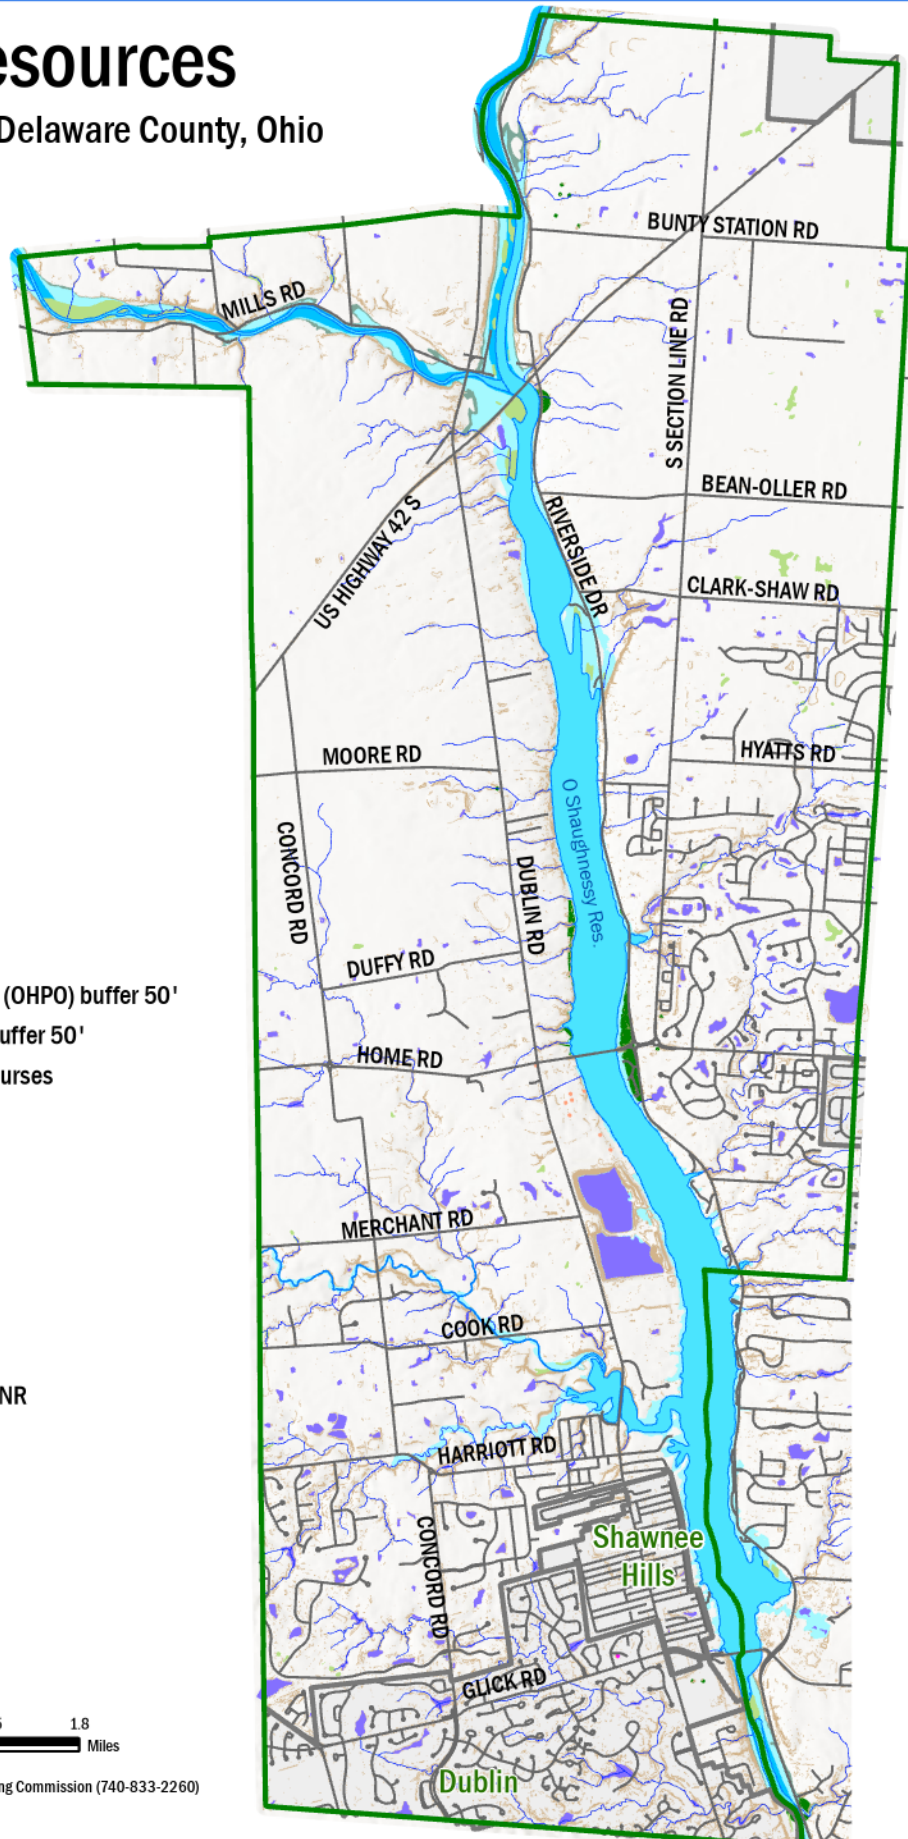 esources
Delaware County, Ohio
BUNTY STATION RD
MILLS RD
S SECTION LINE RD
BEAN-OLLER RD
US HIGHWAY 42 S
RIVERSIDE DR
CLARK-SHAW RD
MOORE RD
HYATTS RD
O Shaughnessy Res.
CONCORD RD
DUBLIN RD
DUFFY RD
(OHPO) buffer 50'
uffer 50'
HOME RD
urses
MERCHANT RD
COOK RD
NR
HARRIOTT RD
Shawnee
Hills
CONCORD RD
GLICK RD
1.8
Miles
Dublin
ng Commission (740-833-2260)